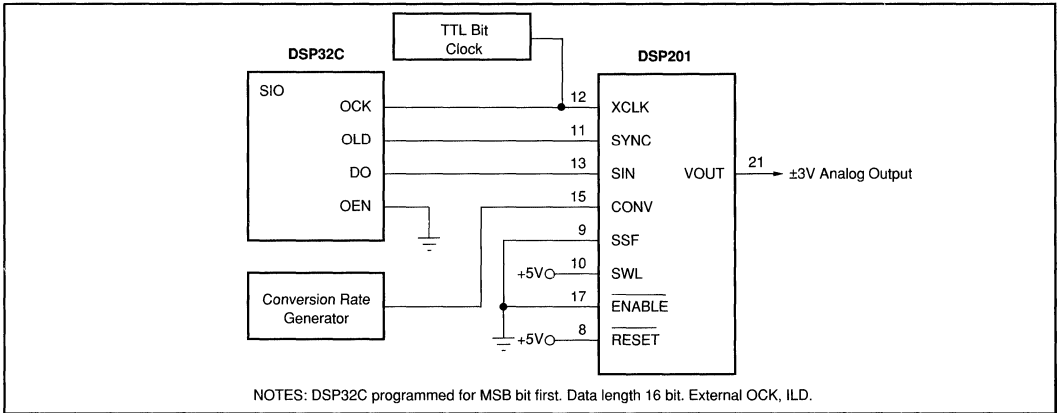 TTL Bit
Clock
DSP32C
DSP201
SIO
OCK
12
XCLK
OLD
11
SYNC
DO
13
SIN
VOUT
21
±3V Analog Output
OEN
15
CONV
9
SSF
+5V
10
SWL
Conversion Rate
Generator
17
ENABLE
+5V
8
RESET
NOTES: DSP32C programmed for MSB bit first. Data length 16 bit. External OCK, ILD.